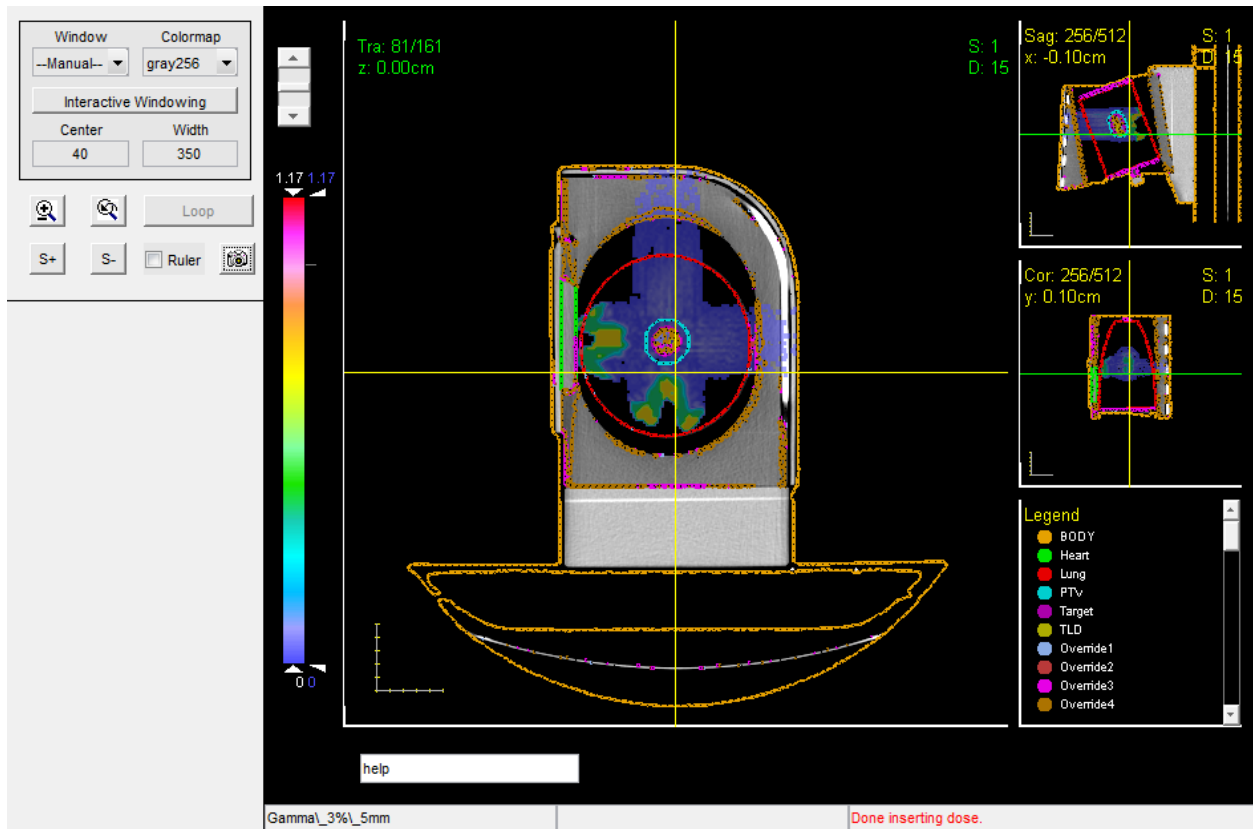 Window Colormap
--Manual-- gray256
Interactive Windowing
Center Width
40 350
Loop
S+ S- Ruler
1.17 1.17
0 0
Tra: 81/161
z: 0.00cm
S: 1
D: 15
Sag: 256/512
x: -0.10cm
S: 1
D: 15
Cor: 256/512
y: 0.10cm
S: 1
D: 15
Legend
BODY
Heart
Lung
PTv
Target
TLD
Override1
Override2
Override3
Override4
help
Gamma\_3%\_5mm
Done inserting dose.